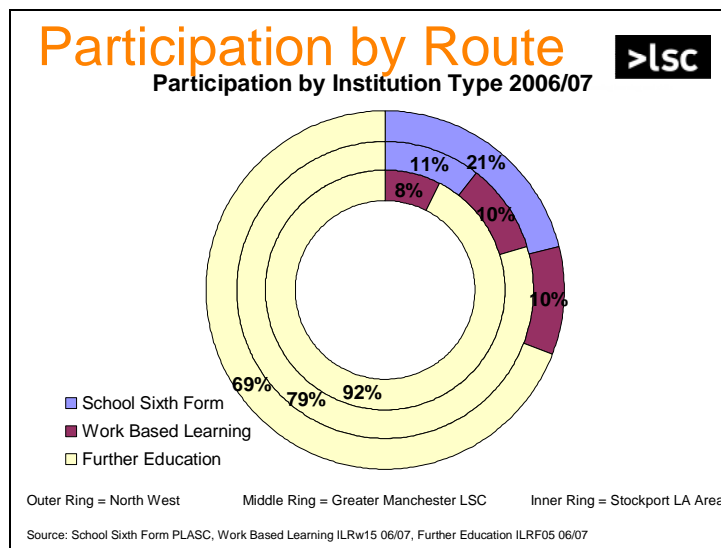 Participation by Route
>lsc
Participation by Institution Type 2006/07
21%
11%
8%
10%
10%
69%
79%
92%
School Sixth Form
Work Based Learning
Further Education
Outer Ring = North West Middle Ring = Greater Manchester LSC Inner Ring = Stockport LA Area
Source: School Sixth Form PLASC, Work Based Learning ILRw15 06/07, Further Education ILRF05 06/07